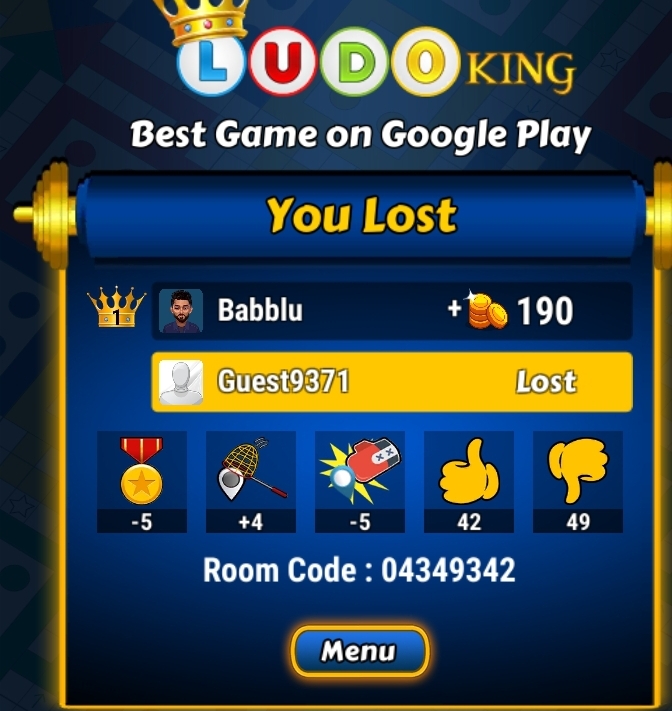 LUDO KING
Best Game on Google Play
You Lost
1 Babblu + 190
Guest9371 Lost
-5 +4 -5 42 49
Room Code : 04349342
Menu